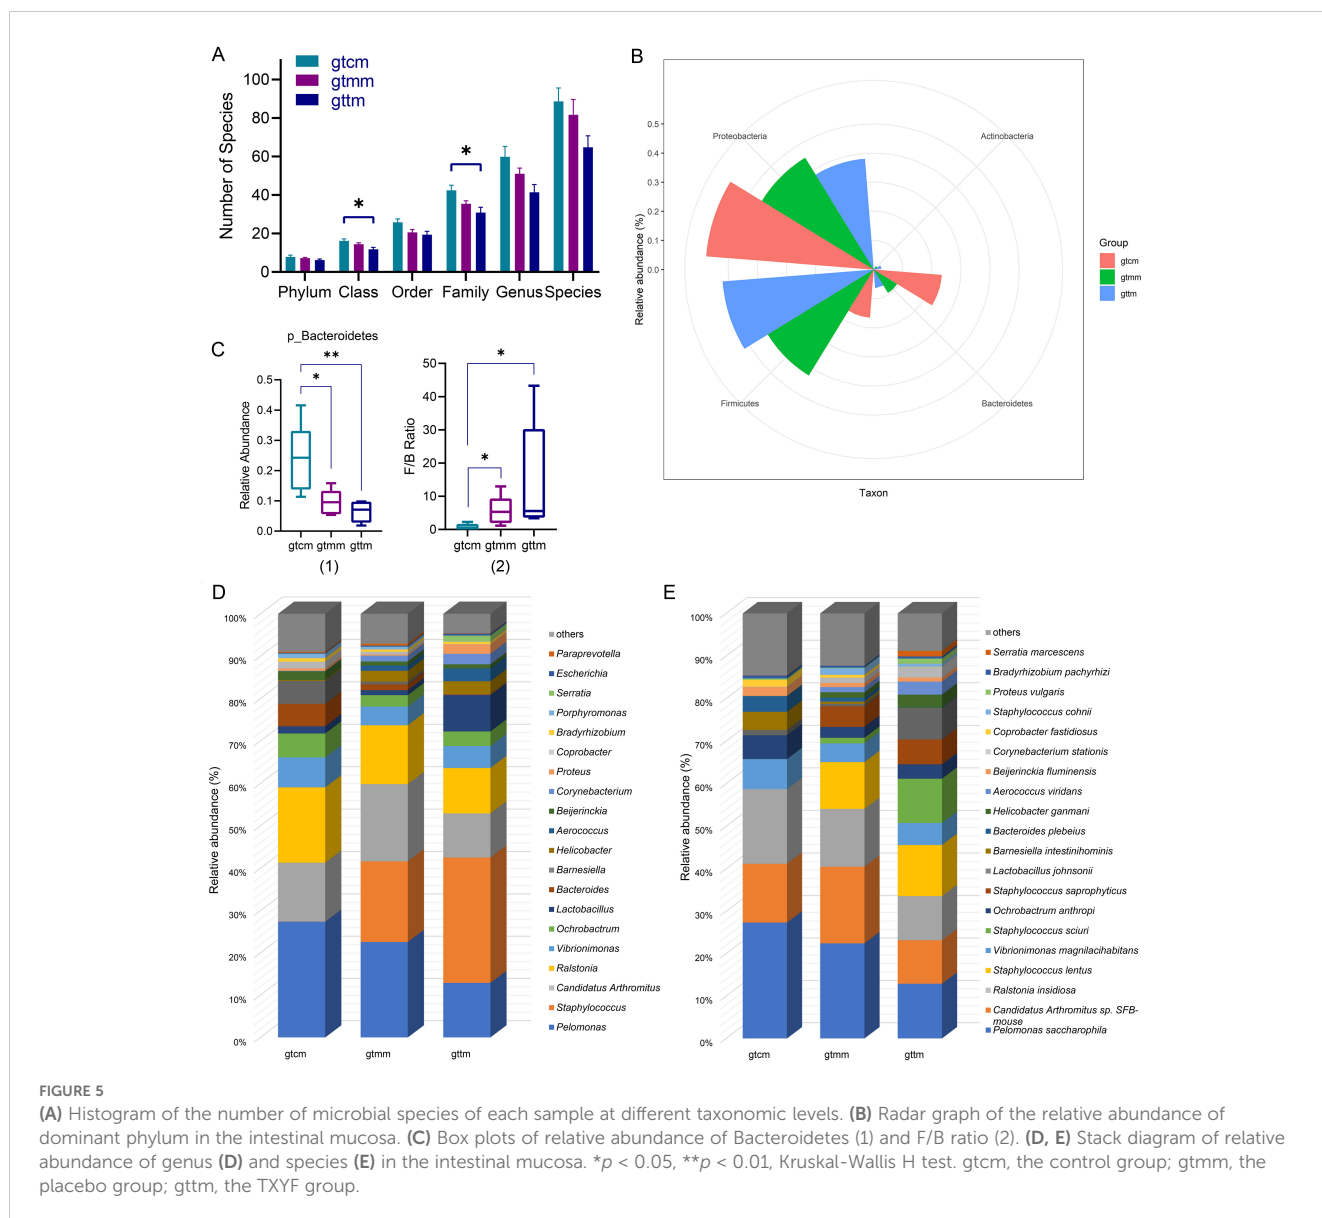 A
gtcm
gtmm
gttm
Number of Species
100
80
60
40
20
0
*
*
Phylum Class Order Family Genus Species
B
Relative abundance (%)
0.5
0.4
0.3
0.2
0.1
0.0
Proteobacteria
Actinobacteria
Firmicutes
Bacteroidetes
Taxon
Group
gtcm
gtmm
gttm
C
p_Bacteroidetes
**
*
Relative Abundance
0.5
0.4
0.3
0.2
0.1
0.0
gtcm gtmm gttm
(1)
*
*
F/B Ratio
50
40
30
20
10
0
gtcm gtmm gttm
(2)
D
Relative abundance (%)
100%
90%
80%
70%
60%
50%
40%
30%
20%
10%
0%
gtcm gtmm gttm
others
Paraprevotella
Escherichia
Serratia
Porphyromonas
Bradyrhizobium
Coprobacter
Proteus
Corynebacterium
Beijerinckia
Aerococcus
Helicobacter
Barnesiella
Bacteroides
Lactobacillus
Ochrobactrum
Vibrionimonas
Ralstonia
Candidatus Arthromitus
Staphylococcus
Pelomonas
E
Relative abundance (%)
100%
90%
80%
70%
60%
50%
40%
30%
20%
10%
0%
gtcm gtmm gttm
others
Serratia marcescens
Bradyrhizobium pachyrhizi
Proteus vulgaris
Staphylococcus cohnii
Coprobacter fastidiosus
Corynebacterium stationis
Beijerinckia fluminensis
Aerococcus viridans
Helicobacter ganmani
Bacteroides plebeius
Barnesiella intestinihominis
Lactobacillus johnsonii
Staphylococcus saprophyticus
Ochrobactrum anthropi
Staphylococcus sciuri
Vibrionimonas magnilacihabitans
Staphylococcus lentus
Ralstonia insidiosa
Candidatus Arthromitus sp. SFB-
mouse
Pelomonas saccharophila
FIGURE 5
(A) Histogram of the number of microbial species of each sample at different taxonomic levels. (B) Radar graph of the relative abundance of
dominant phylum in the intestinal mucosa. (C) Box plots of relative abundance of Bacteroidetes (1) and F/B ratio (2). (D, E) Stack diagram of relative
abundance of genus (D) and species (E) in the intestinal mucosa. *p < 0.05, **p < 0.01, Kruskal-Wallis H test. gtcm, the control group; gtmm, the
placebo group; gttm, the TXYF group.